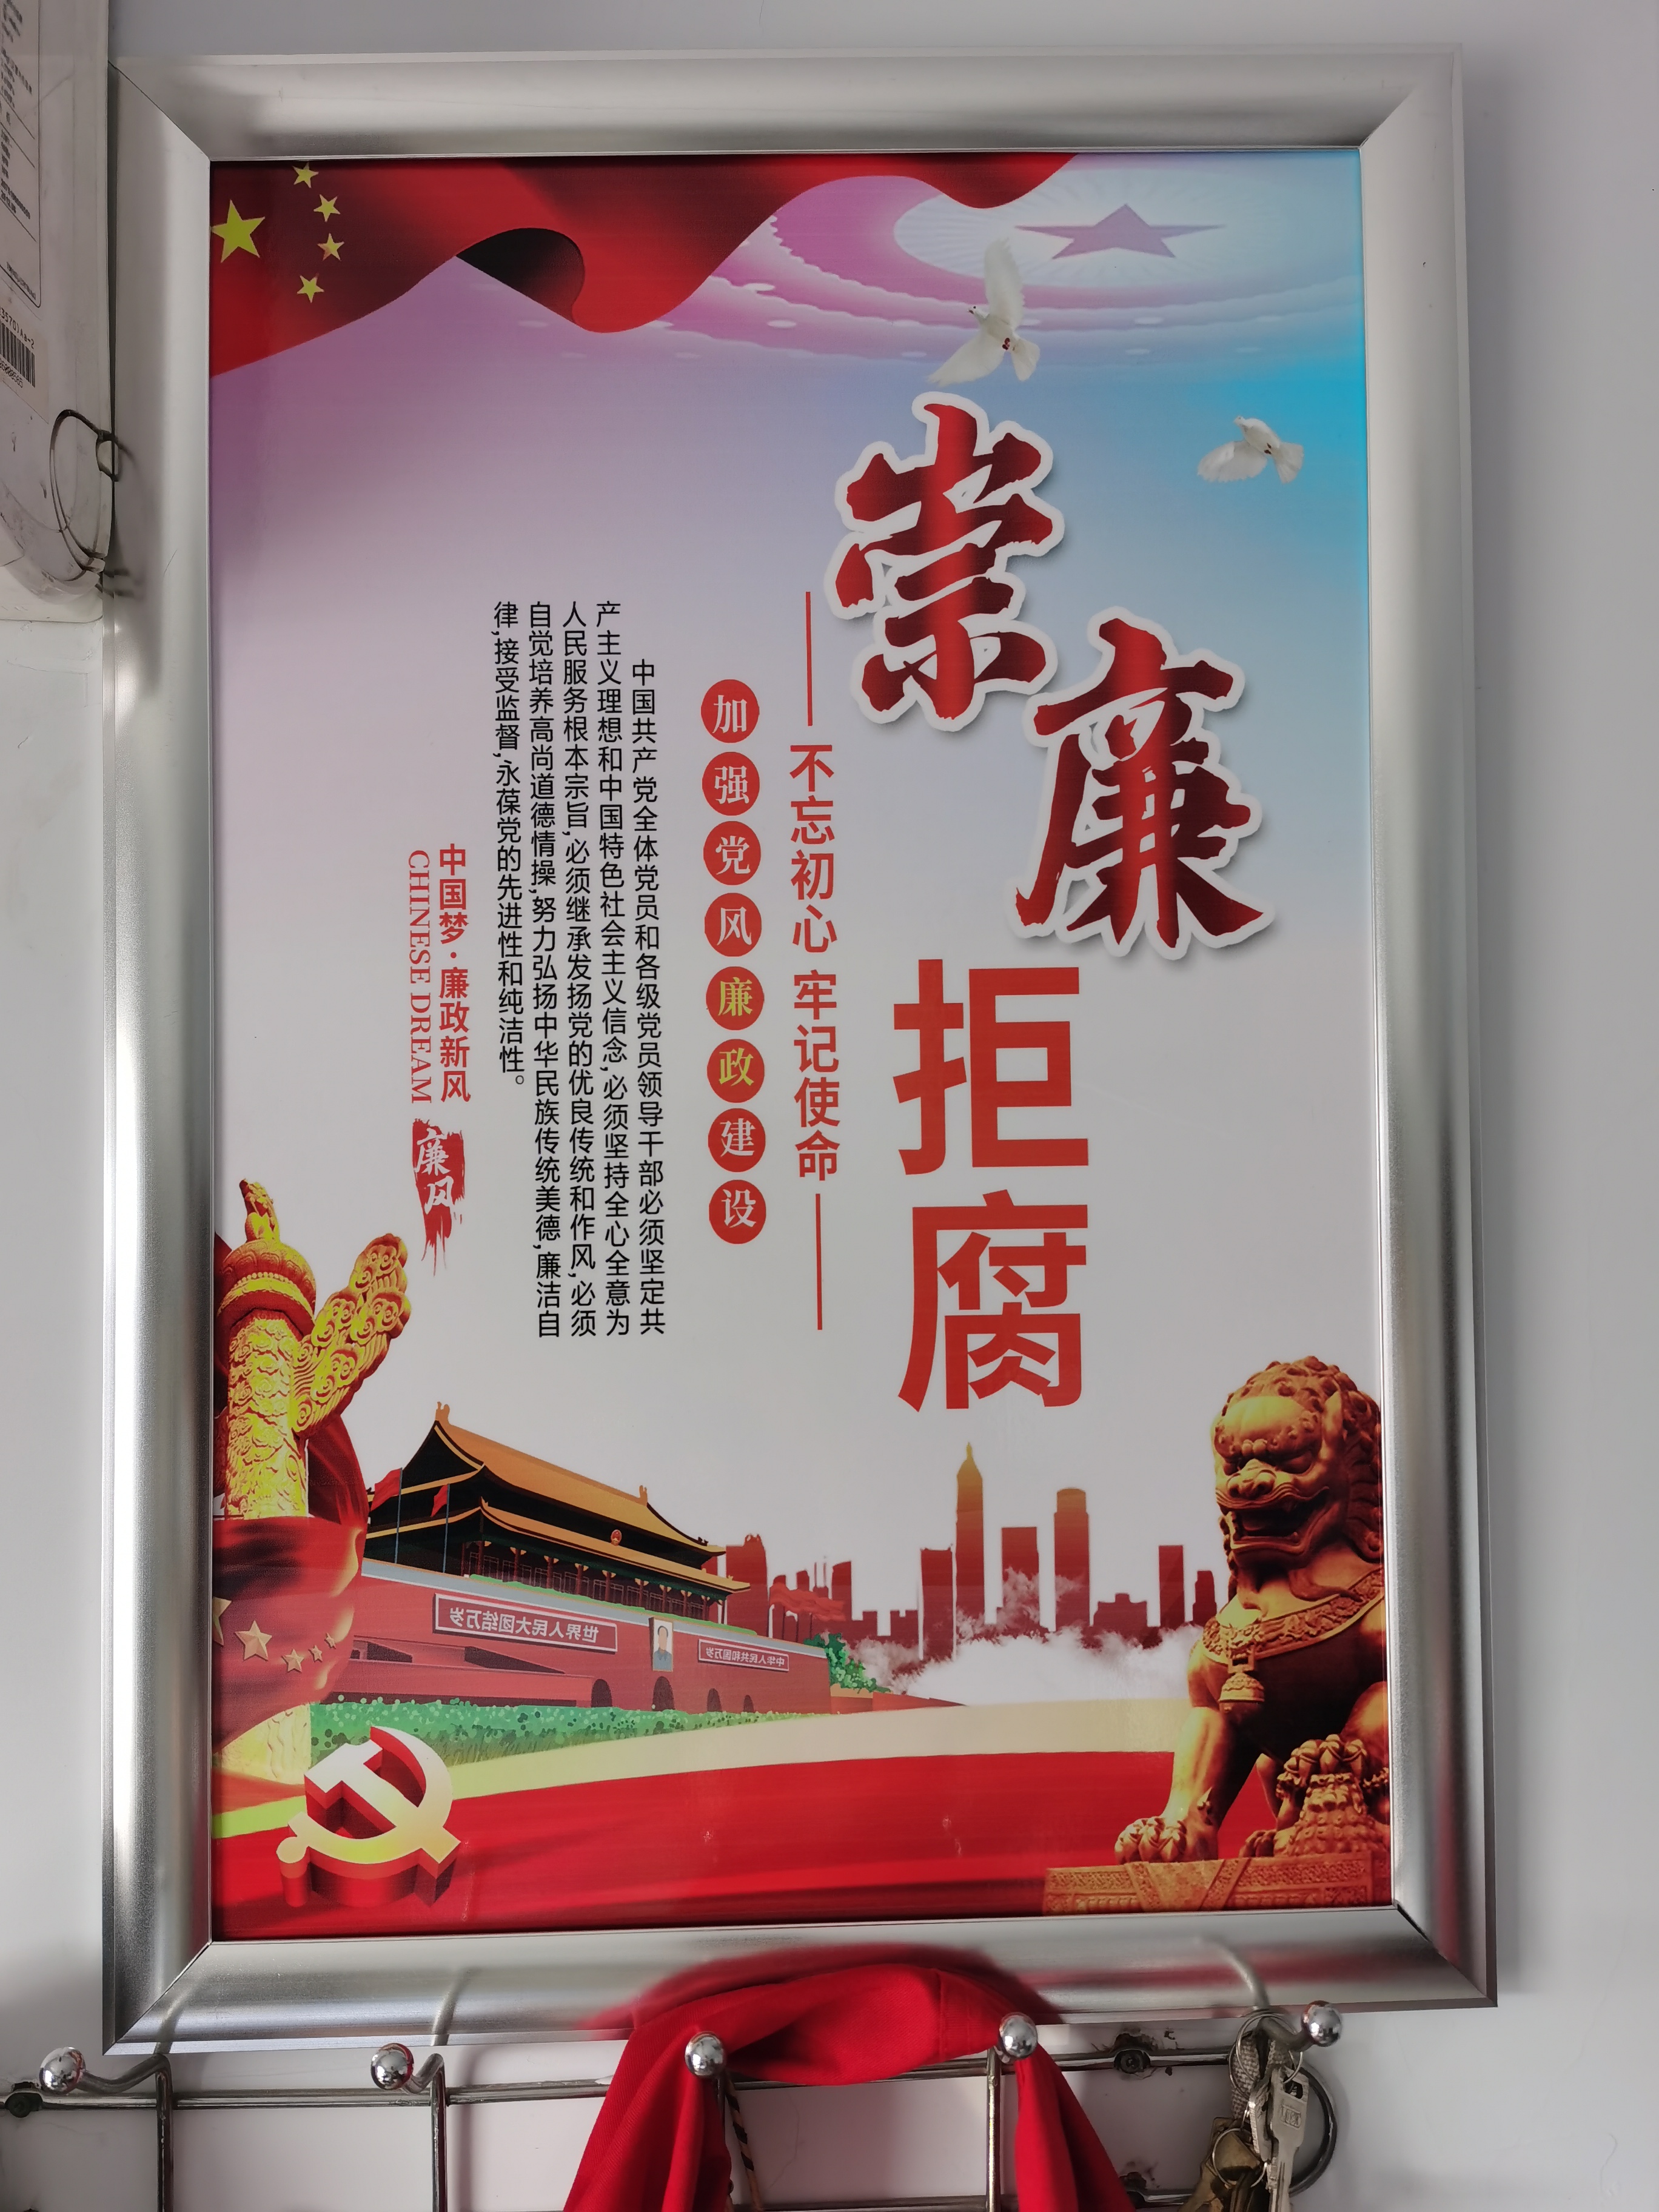 崇廉
拒腐
不忘初心 牢记使命
加强党风廉政建设
中国共产党全体党员和各级党员领导干部必须坚定共
产主义理想和中国特色社会主义信念,必须坚持全心全意为
人民服务根本宗旨,必须继承发扬党的优良传统和作风,必须
自觉培养高尚道德情操,努力弘扬中华民族传统美德,廉洁自
律,接受监督,永葆党的先进性和纯洁性。
中国梦·廉政新风
CHINESE DREAM
廉风
世界人民大团结万岁
中华人民共和国万岁